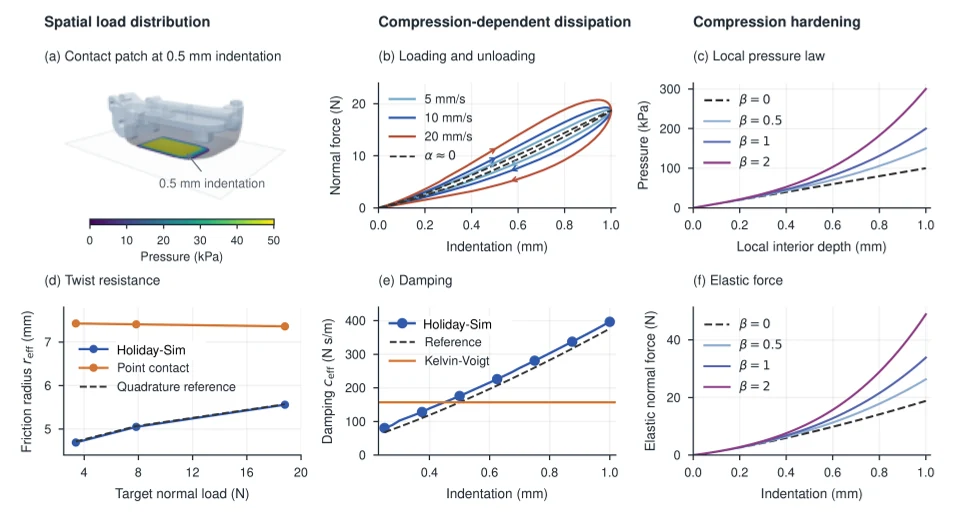 Spatial load distribution
Compression-dependent dissipation
Compression hardening
(a) Contact patch at 0.5 mm indentation
0.5 mm indentation
0 10 20 30 40 50
Pressure (kPa)
(b) Loading and unloading
Normal force (N)
20
10
0
5 mm/s
10 mm/s
20 mm/s
α ≈ 0
0.0 0.2 0.4 0.6 0.8 1.0
Indentation (mm)
(c) Local pressure law
Pressure (kPa)
300
200
100
0
β = 0
β = 0.5
β = 1
β = 2
0.0 0.2 0.4 0.6 0.8 1.0
Local interior depth (mm)
(d) Twist resistance
Friction radius r_eff (mm)
7
6
5
Holiday-Sim
Point contact
Quadrature reference
4 8 12 16 20
Target normal load (N)
(e) Damping
Damping c_eff (N s/m)
400
300
200
100
0
Holiday-Sim
Reference
Kelvin-Voigt
0.4 0.6 0.8 1.0
Indentation (mm)
(f) Elastic force
Elastic normal force (N)
40
20
0
β = 0
β = 0.5
β = 1
β = 2
0.0 0.2 0.4 0.6 0.8 1.0
Indentation (mm)